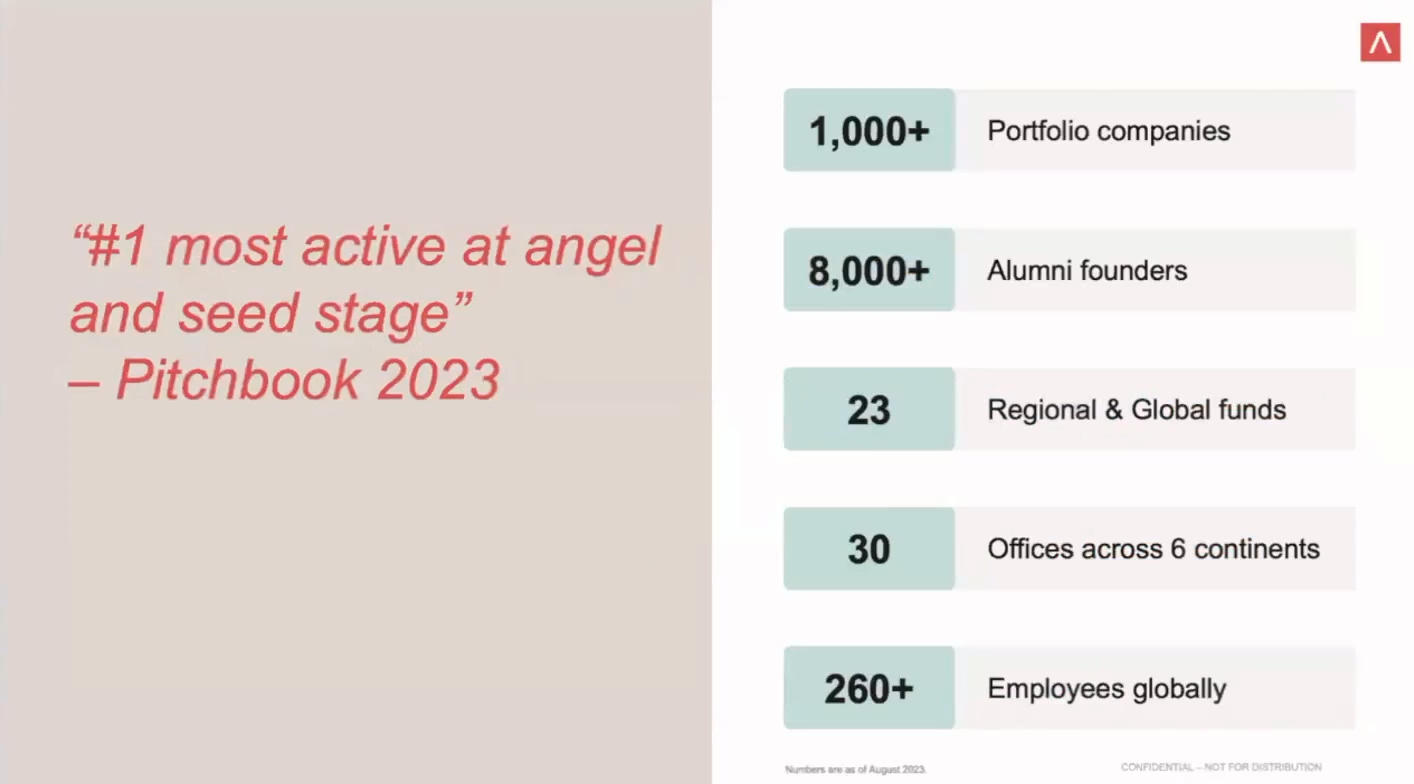 “#1 most active at angel
and seed stage”
– Pitchbook 2023
1,000+ Portfolio companies
8,000+ Alumni founders
23 Regional & Global funds
30 Offices across 6 continents
260+ Employees globally
Numbers are as of August 2023.
CONFIDENTIAL – NOT FOR DISTRIBUTION